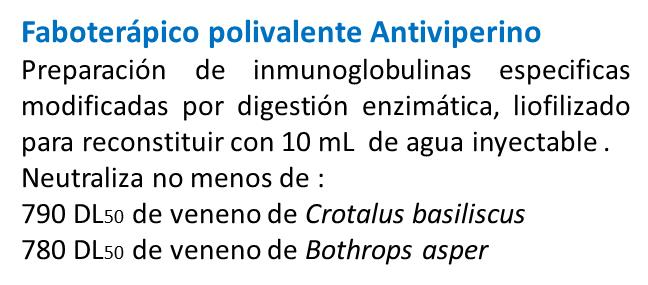 Faboterápico polivalente Antiviperino
Preparación de inmunoglobulinas especificas
modificadas por digestión enzimática, liofilizado
para reconstituir con 10 mL de agua inyectable .
Neutraliza no menos de :
790 DL50 de veneno de Crotalus basiliscus
780 DL50 de veneno de Bothrops asper